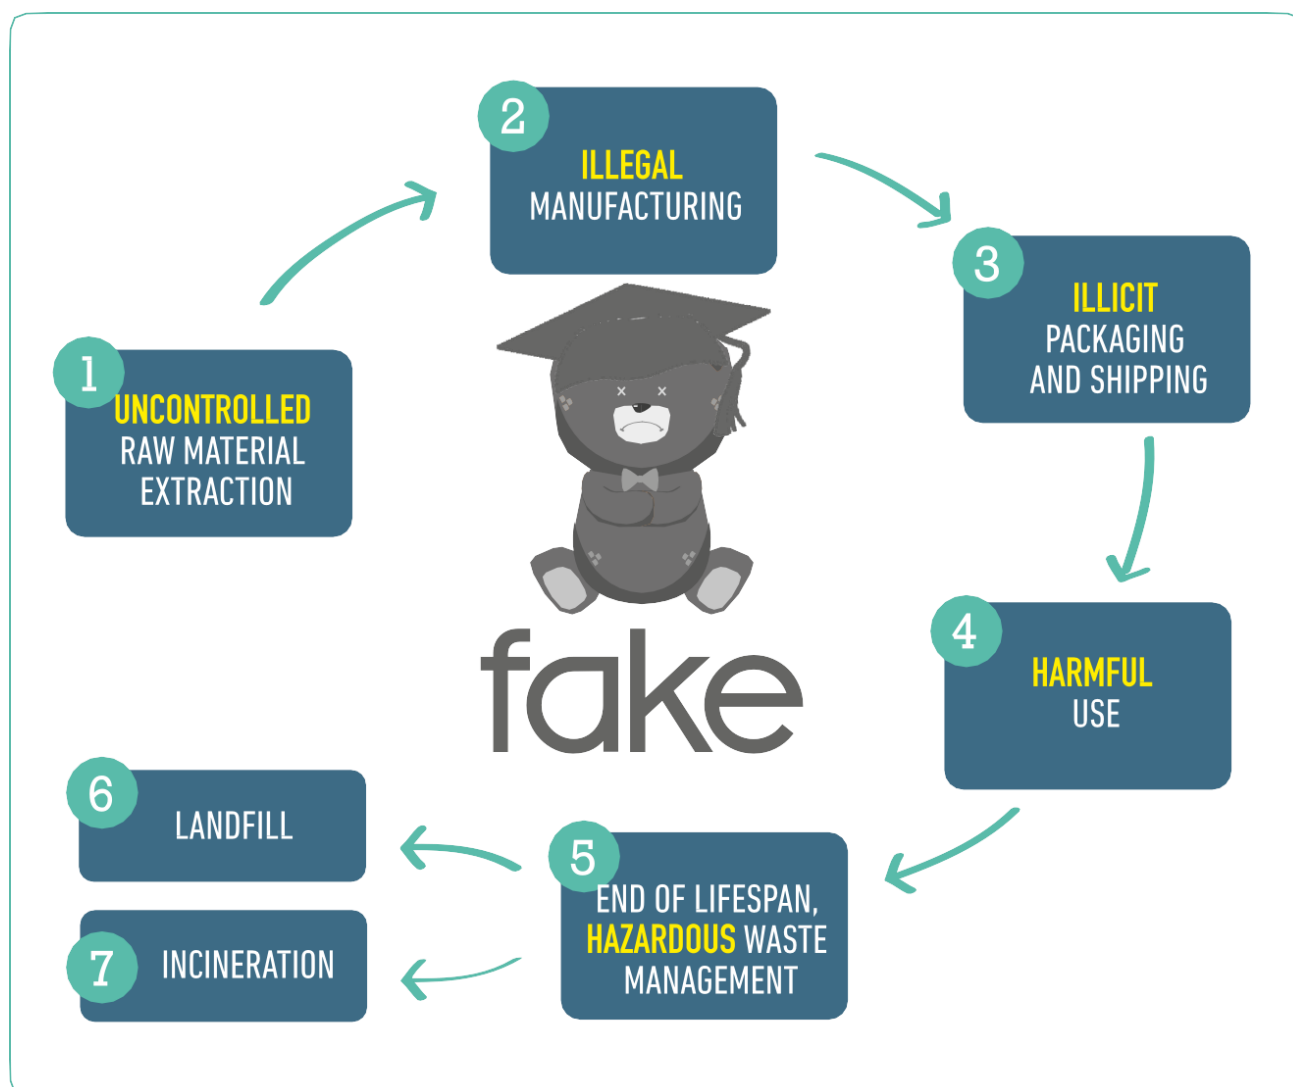 1
UNCONTROLLED
RAW MATERIAL
EXTRACTION
2
ILLEGAL
MANUFACTURING
3
ILLICIT
PACKAGING
AND SHIPPING
4
HARMFUL
USE
5
END OF LIFESPAN,
HAZARDOUS WASTE
MANAGEMENT
6
LANDFILL
7
INCINERATION
fake